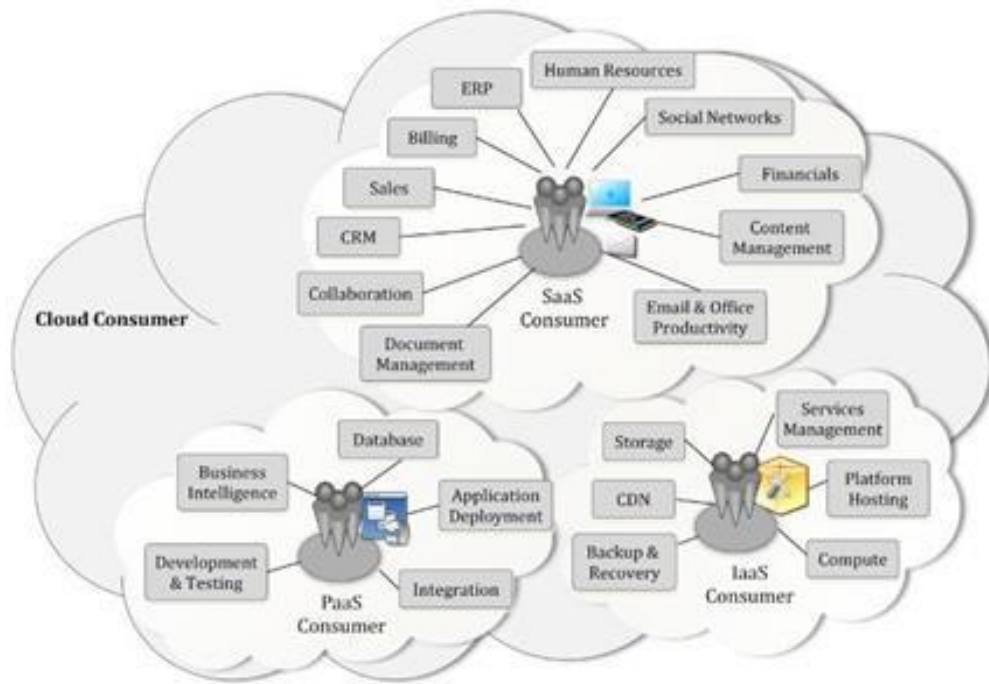 Human Resources
ERP
Social Networks
Billing
Financials
Sales
Content
Management
CRM
Collaboration
SaaS
Consumer
Email & Office
Productivity
Document
Management
Cloud Consumer
Database
Business
Intelligence
Application
Deployment
Development
& Testing
Integration
PaaS
Consumer
Services
Management
Storage
Platform
Hosting
CDN
Backup &
Recovery
Compute
IaaS
Consumer